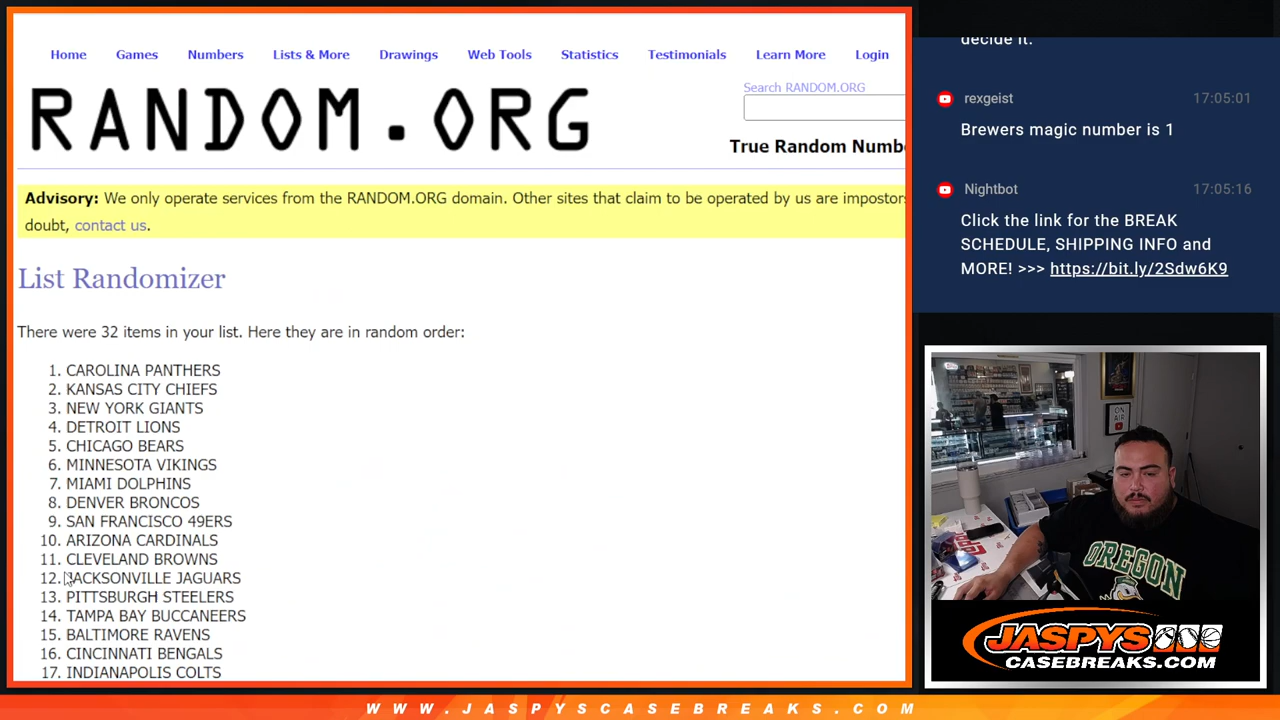 Home Games Numbers Lists & More Drawings Web Tools Statistics Testimonials Learn More Login
RANDOM.ORG
Search RANDOM.ORG
True Random Numb
Advisory: We only operate services from the RANDOM.ORG domain. Other sites that claim to be operated by us are impostors
doubt, contact us.
List Randomizer
There were 32 items in your list. Here they are in random order:
1. CAROLINA PANTHERS
2. KANSAS CITY CHIEFS
3. NEW YORK GIANTS
4. DETROIT LIONS
5. CHICAGO BEARS
6. MINNESOTA VIKINGS
7. MIAMI DOLPHINS
8. DENVER BRONCOS
9. SAN FRANCISCO 49ERS
10. ARIZONA CARDINALS
11. CLEVELAND BROWNS
12. JACKSONVILLE JAGUARS
13. PITTSBURGH STEELERS
14. TAMPA BAY BUCCANEERS
15. BALTIMORE RAVENS
16. CINCINNATI BENGALS
17. INDIANAPOLIS COLTS
decide it.
rexgeist 17:05:01
Brewers magic number is 1
Nightbot 17:05:16
Click the link for the BREAK
SCHEDULE, SHIPPING INFO and
MORE! >>> https://bit.ly/2Sdw6K9
ON
AIR
OREGON
JASPYS
CASEBREAKS.COM
WWW.JASPYSCASEBREAKS.COM